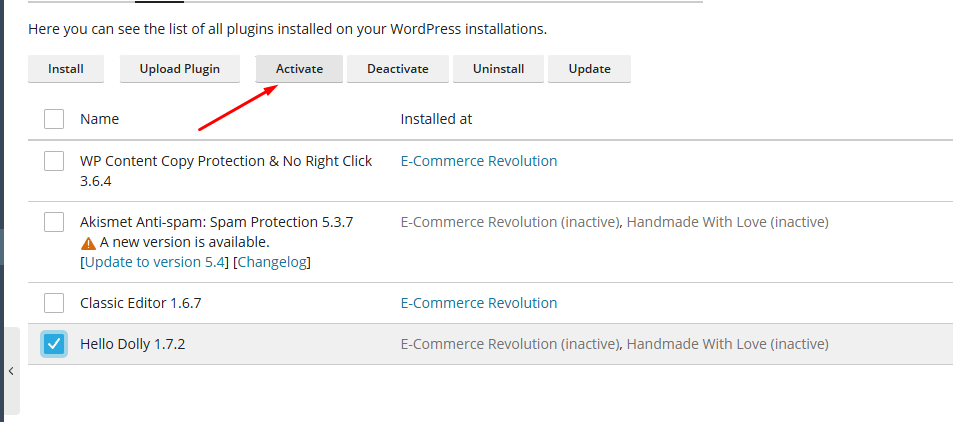 Here you can see the list of all plugins installed on your WordPress installations.
Install Upload Plugin Activate Deactivate Uninstall Update
Name Installed at
WP Content Copy Protection & No Right Click E-Commerce Revolution
3.6.4
Akismet Anti-spam: Spam Protection 5.3.7 E-Commerce Revolution (inactive), Handmade With Love (inactive)
A new version is available.
[Update to version 5.4] [Changelog]
Classic Editor 1.6.7 E-Commerce Revolution
Hello Dolly 1.7.2 E-Commerce Revolution (inactive), Handmade With Love (inactive)